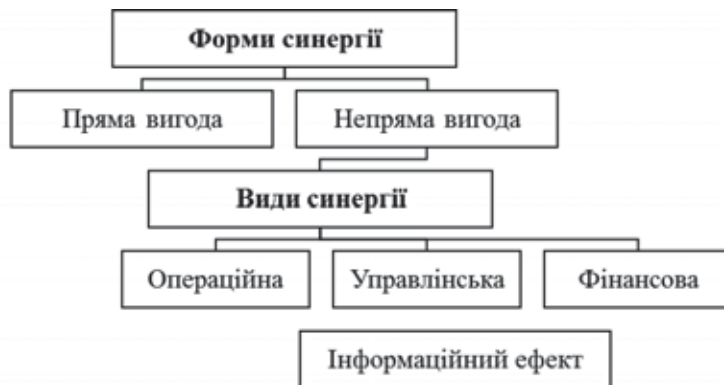 Форми синергії
Пряма вигода
Непряма вигода
Види синергії
Операційна
Управлінська
Фінансова
Інформаційний ефект